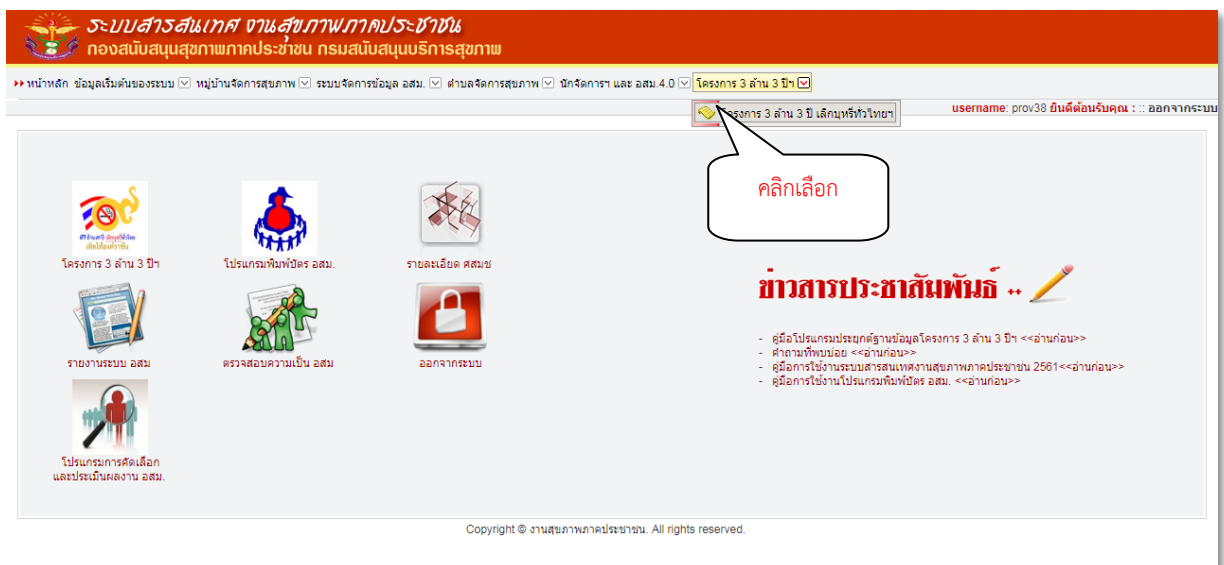 ระบบสารสนเทศ งานสุขภาพภาคประชาชน
กองสนับสนุนสุขภาพภาคประชาชน กรมสนับสนุนบริการสุขภาพ
หน้าหลัก ข้อมูลเริ่มต้นของระบบ หมู่บ้านจัดการสุขภาพ ระบบจัดการข้อมูล อสม. ตำบลจัดการสุขภาพ นักจัดการฯ และ อสม.4.0 โครงการ 3 ล้าน 3 ปีฯ
โครงการ 3 ล้าน 3 ปี เลิกบุหรี่ทั่วไทยฯ
username: prov38 ยินดีต้อนรับคุณ : :: ออกจากระบบ
คลิกเลือก
โครงการ 3 ล้าน 3 ปีฯ
โปรแกรมพิมพ์บัตร อสม.
รายละเอียด ศสมช
รายงานระบบ อสม
ตรวจสอบความเป็น อสม
ออกจากระบบ
โปรแกรมการคัดเลือก
และประเมินผลงาน อสม.
ข่าวสารประชาสัมพันธ์ ..
- คู่มือโปรแกรมประยุกต์ฐานข้อมูลโครงการ 3 ล้าน 3 ปีฯ <<อ่านก่อน>>
- คำถามที่พบบ่อย <<อ่านก่อน>>
- คู่มือการใช้งานระบบสารสนเทศงานสุขภาพภาคประชาชน 2561<<อ่านก่อน>>
- คู่มือการใช้งานโปรแกรมพิมพ์บัตร อสม. <<อ่านก่อน>>
Copyright © งานสุขภาพภาคประชาชน. All rights reserved.